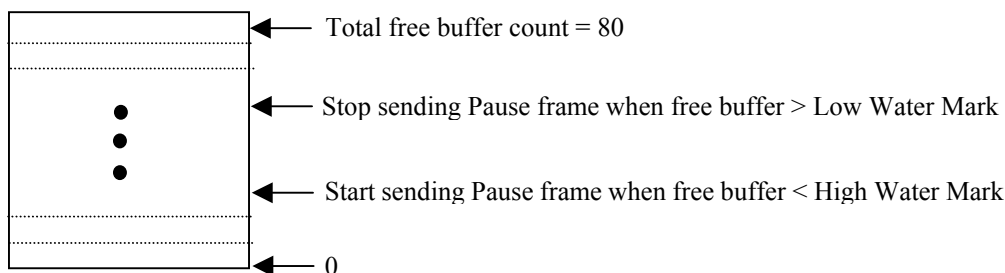 Total free buffer count = 80
Stop sending Pause frame when free buffer > Low Water Mark
Start sending Pause frame when free buffer < High Water Mark
0